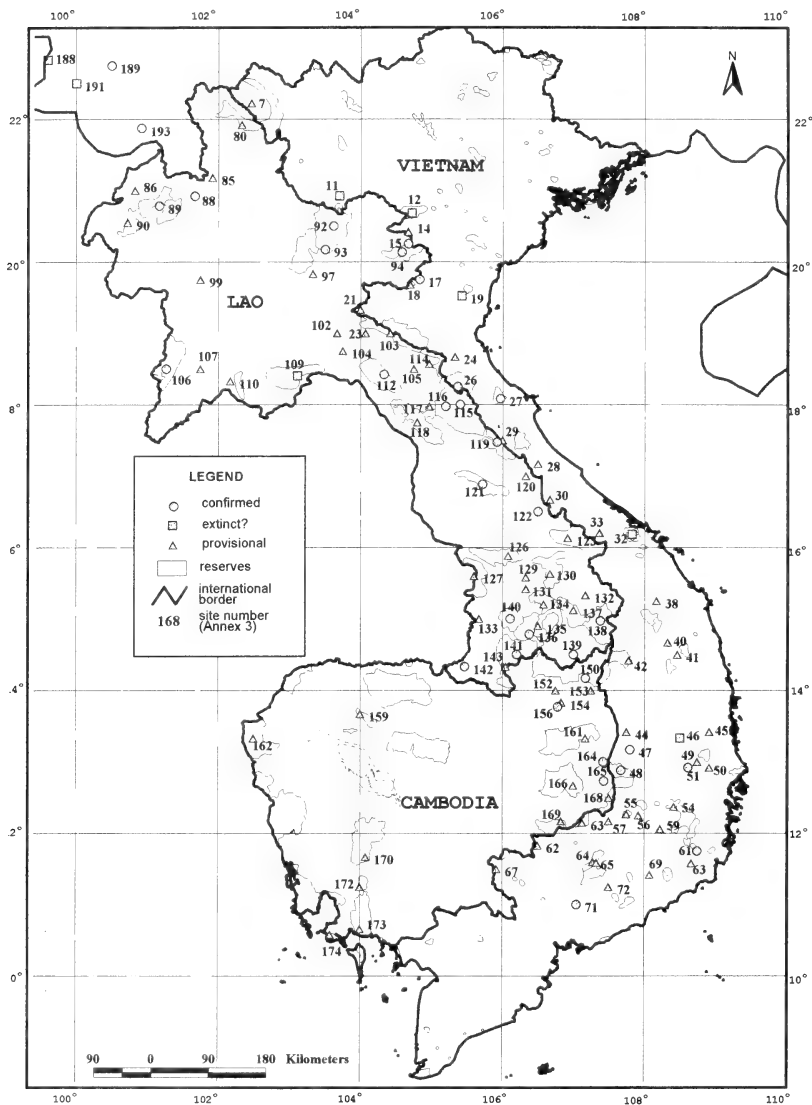 100° 102° 104° 106° 108° 110°
N
188 189
191
7
22° 22°
193 80
VIETNAM
11
85 12
86 88
89 92 14
90 15
93 94
20° 20°
97 17
99 18 19
LAO 21
102 23 103
104 24
107 114
109 105 26
106 110 112
116 27
18° 18°
117 115
118 29
119
LEGEND 28
120
confirmed 121 30
extinct? 122
provisional 33
123 32
reserves 126
16° 16°
international
border
129
127 130
168 site number
(Annex 3)
131 132
134 38
140 137
133 135
136 138
141 139 40
143 41
142 150 42
.4° 14°
152 153
154
159 156
162 161 44 45
46
164 47
49
165 48 51 50
166
CAMBODIA 168 55 54
169 63 57 56 59
.2° 12°
62
64 65 61
170 67 69 63
172 72
71
173
174
0° 10°
90 0 90 180 Kilometers
100° 102° 104° 106° 108° 110°